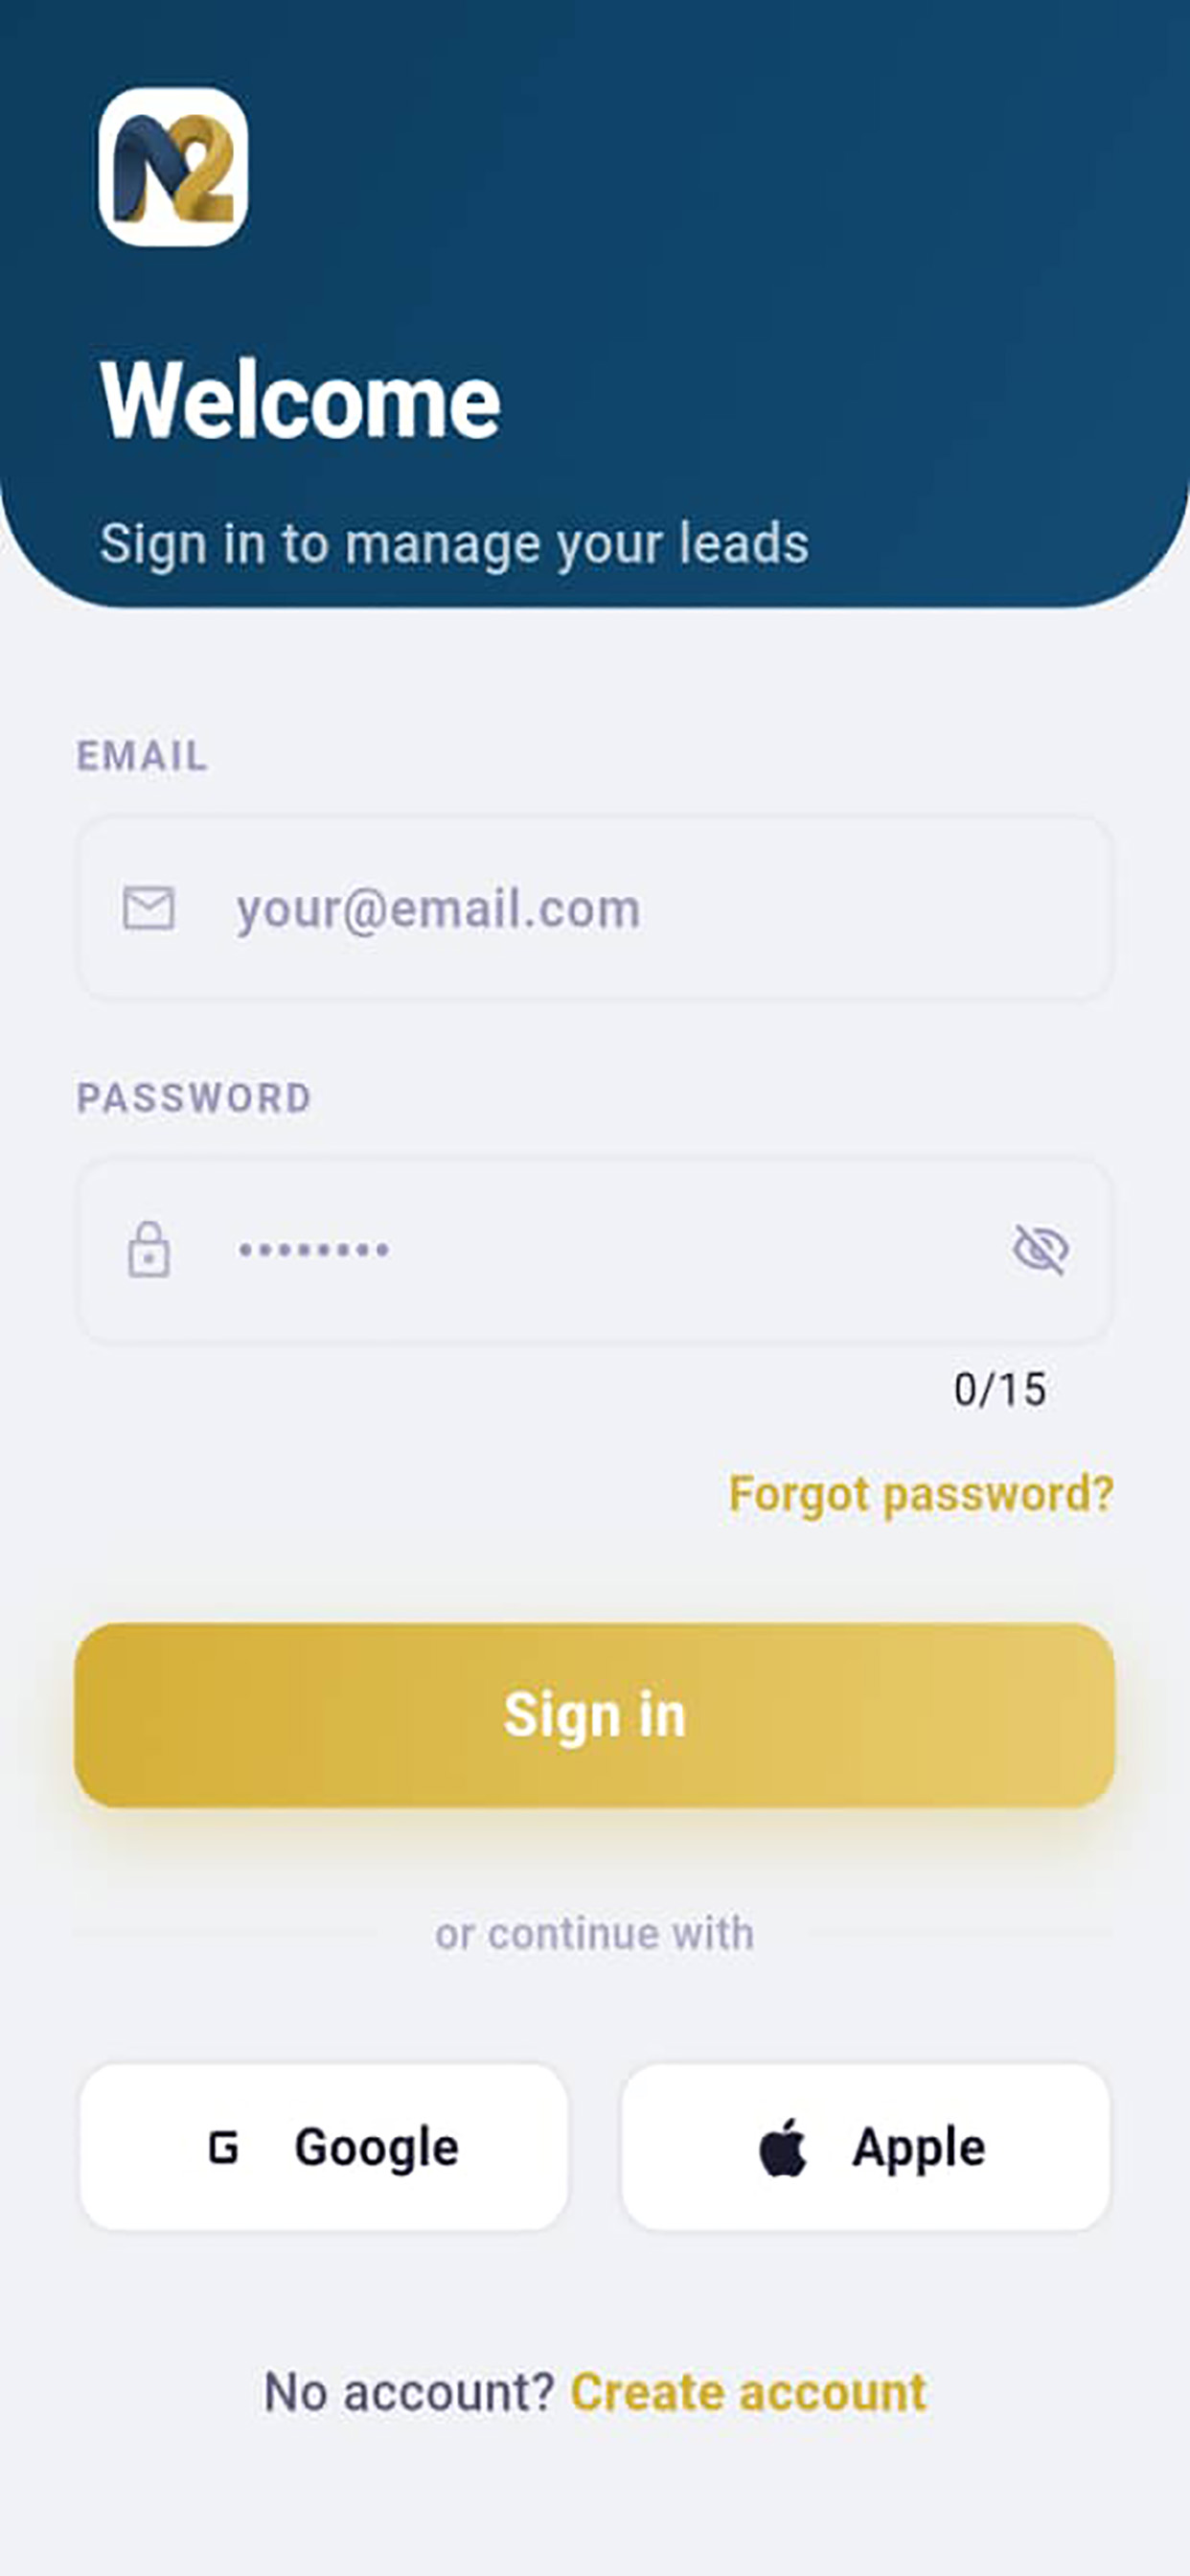 N2
Welcome
Sign in to manage your leads
EMAIL
your@email.com
PASSWORD
••••••••
0/15
Forgot password?
Sign in
or continue with
G Google
Apple
No account? Create account